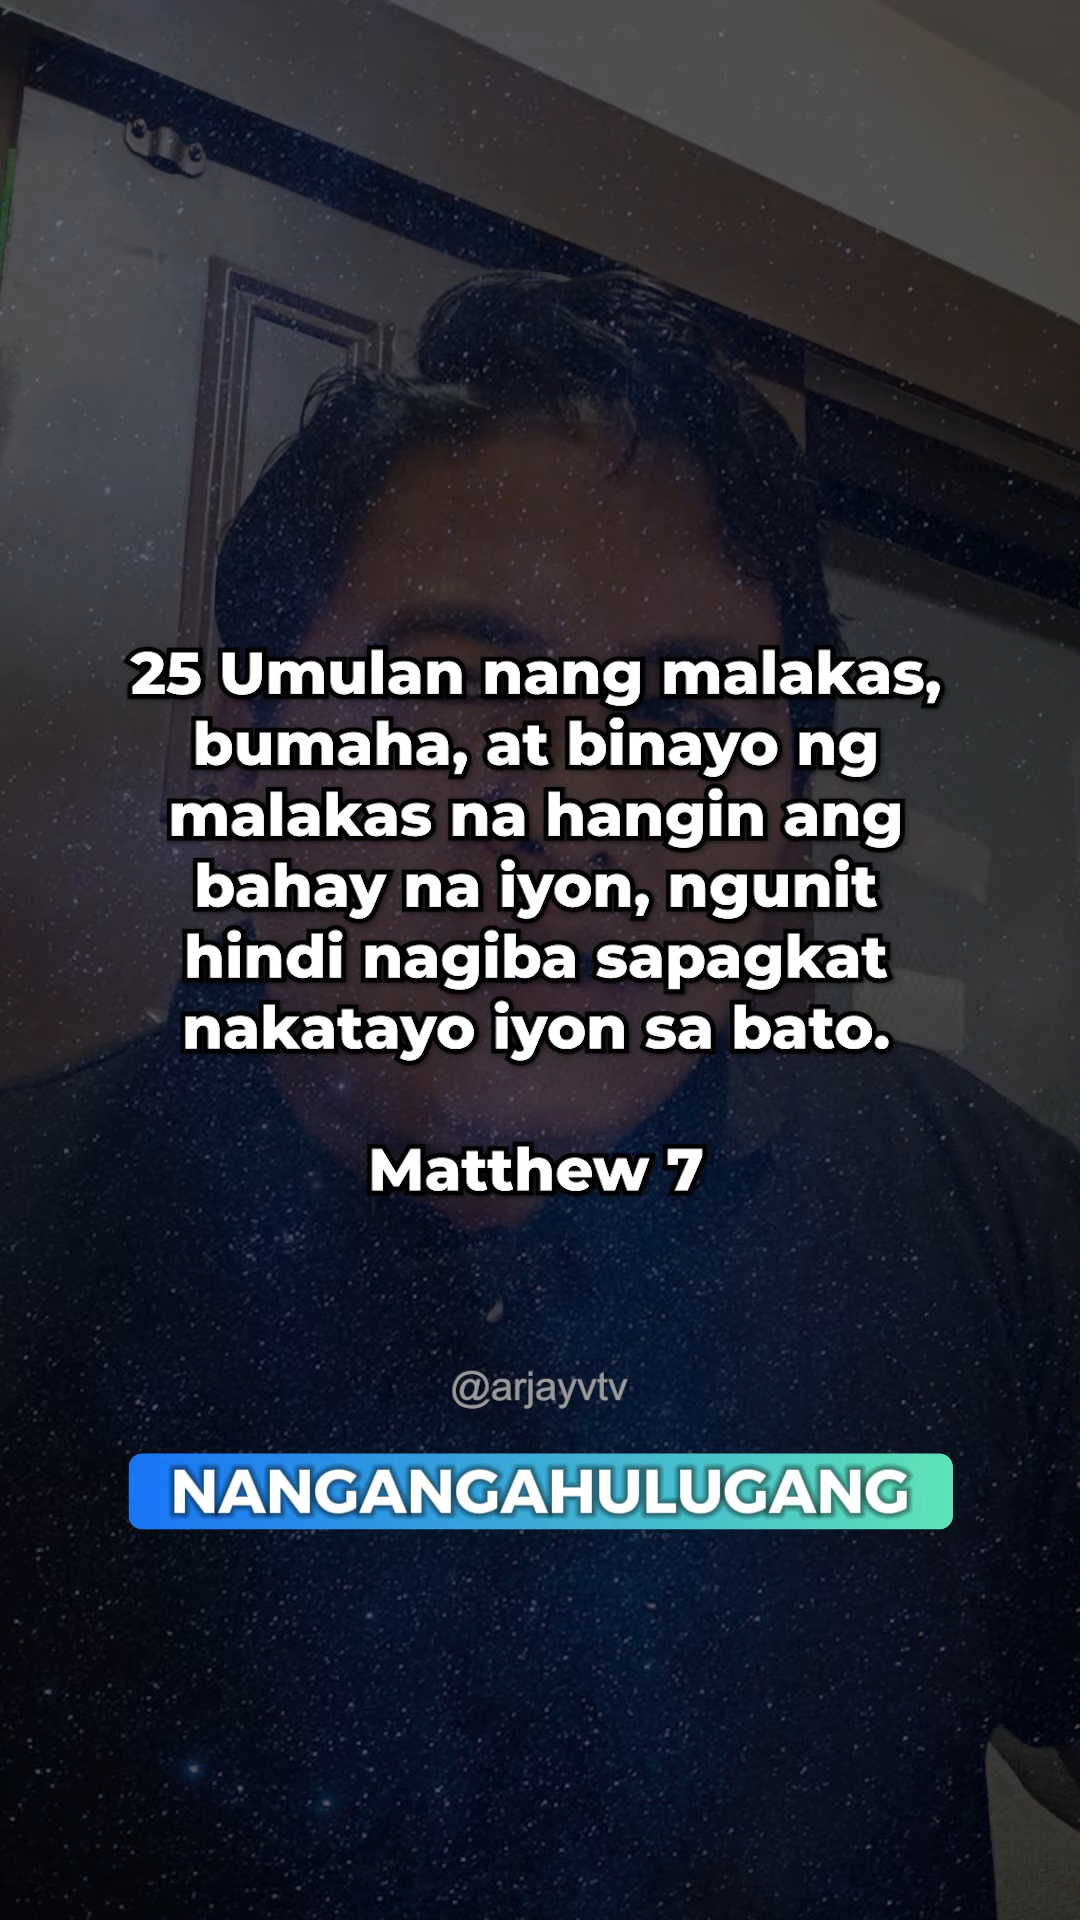 25 Umulan nang malakas,
bumaha, at binayo ng
malakas na hangin ang
bahay na iyon, ngunit
hindi nagiba sapagkat
nakatayo iyon sa bato.
Matthew 7
@arjayvtv
NANGANGAHULUGANG